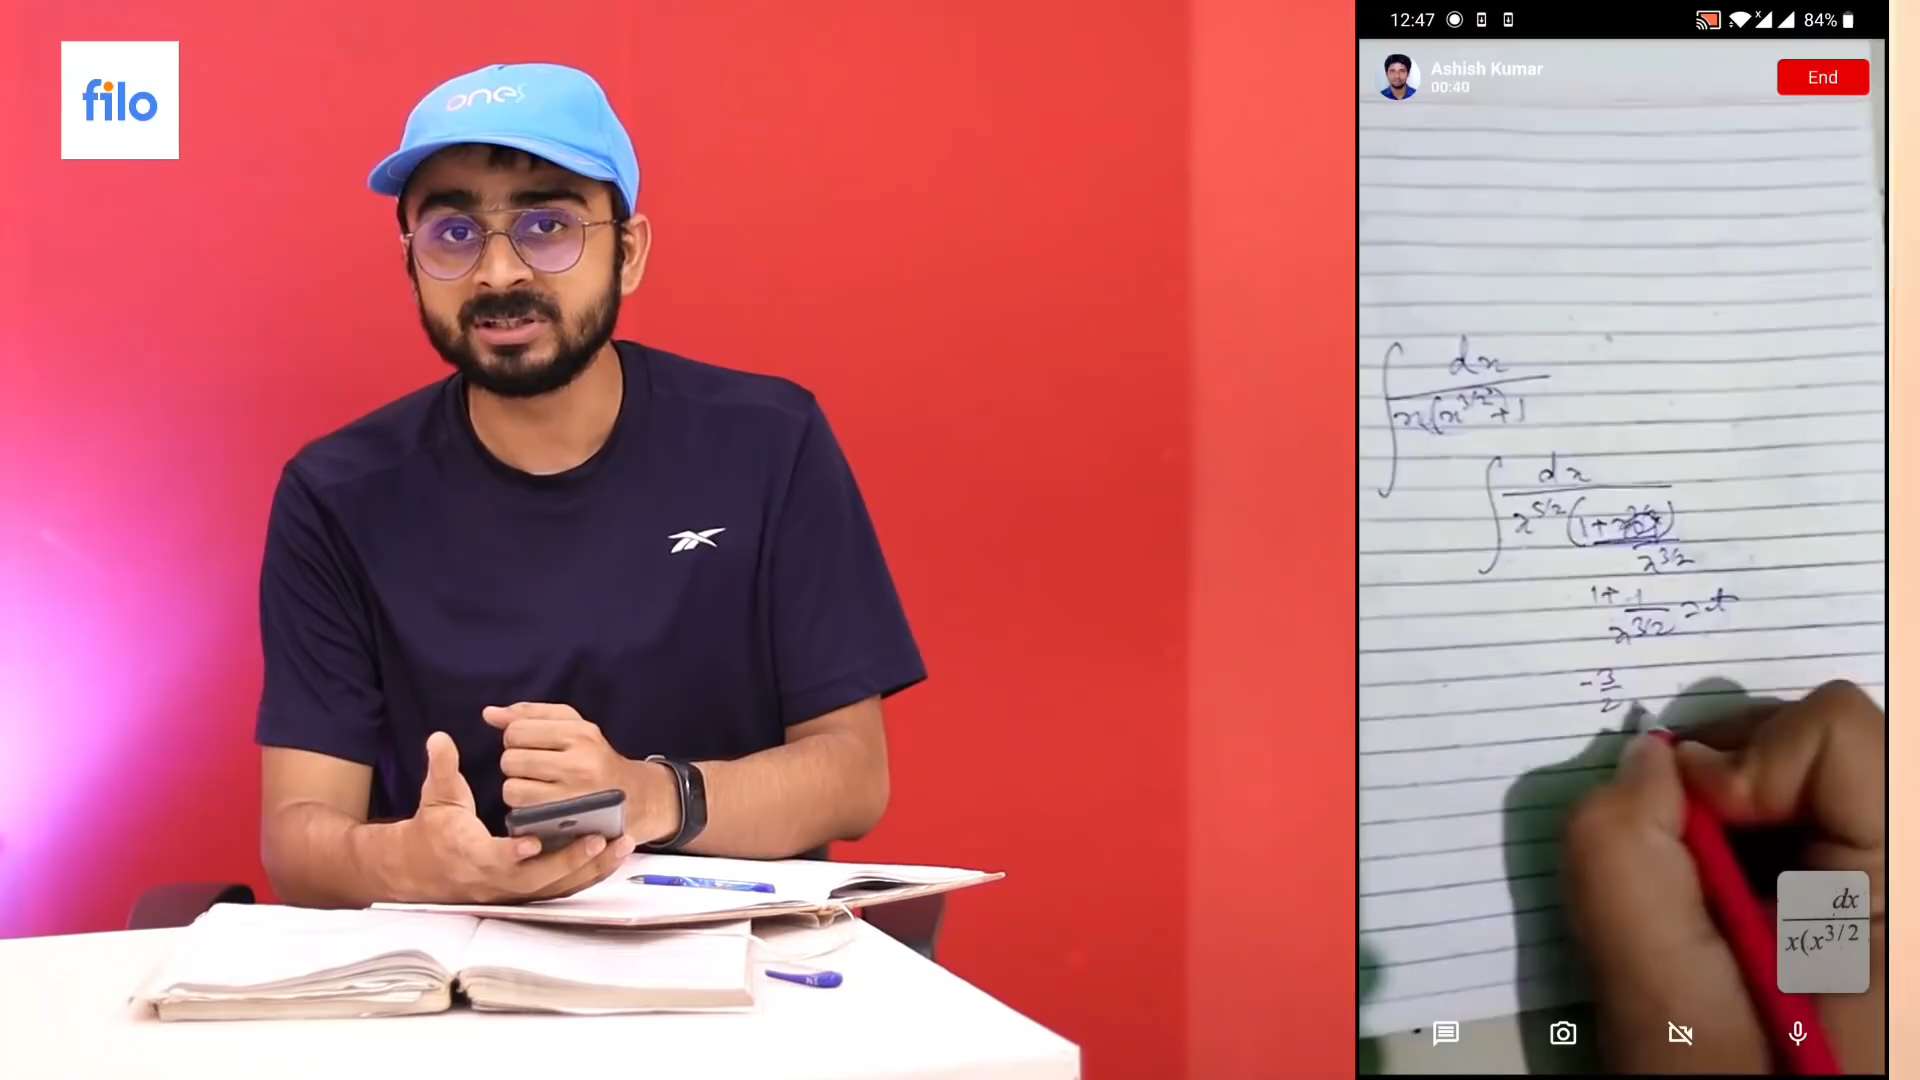 filo
ones
12:47
84%
Ashish Kumar
00:40
End
∫ dx
x(x^3/2)+1
∫ dx
x^5/2(1+
x^3/2
1+ 1 = t
x^3/2
-3
2
dx
x(x^3/2